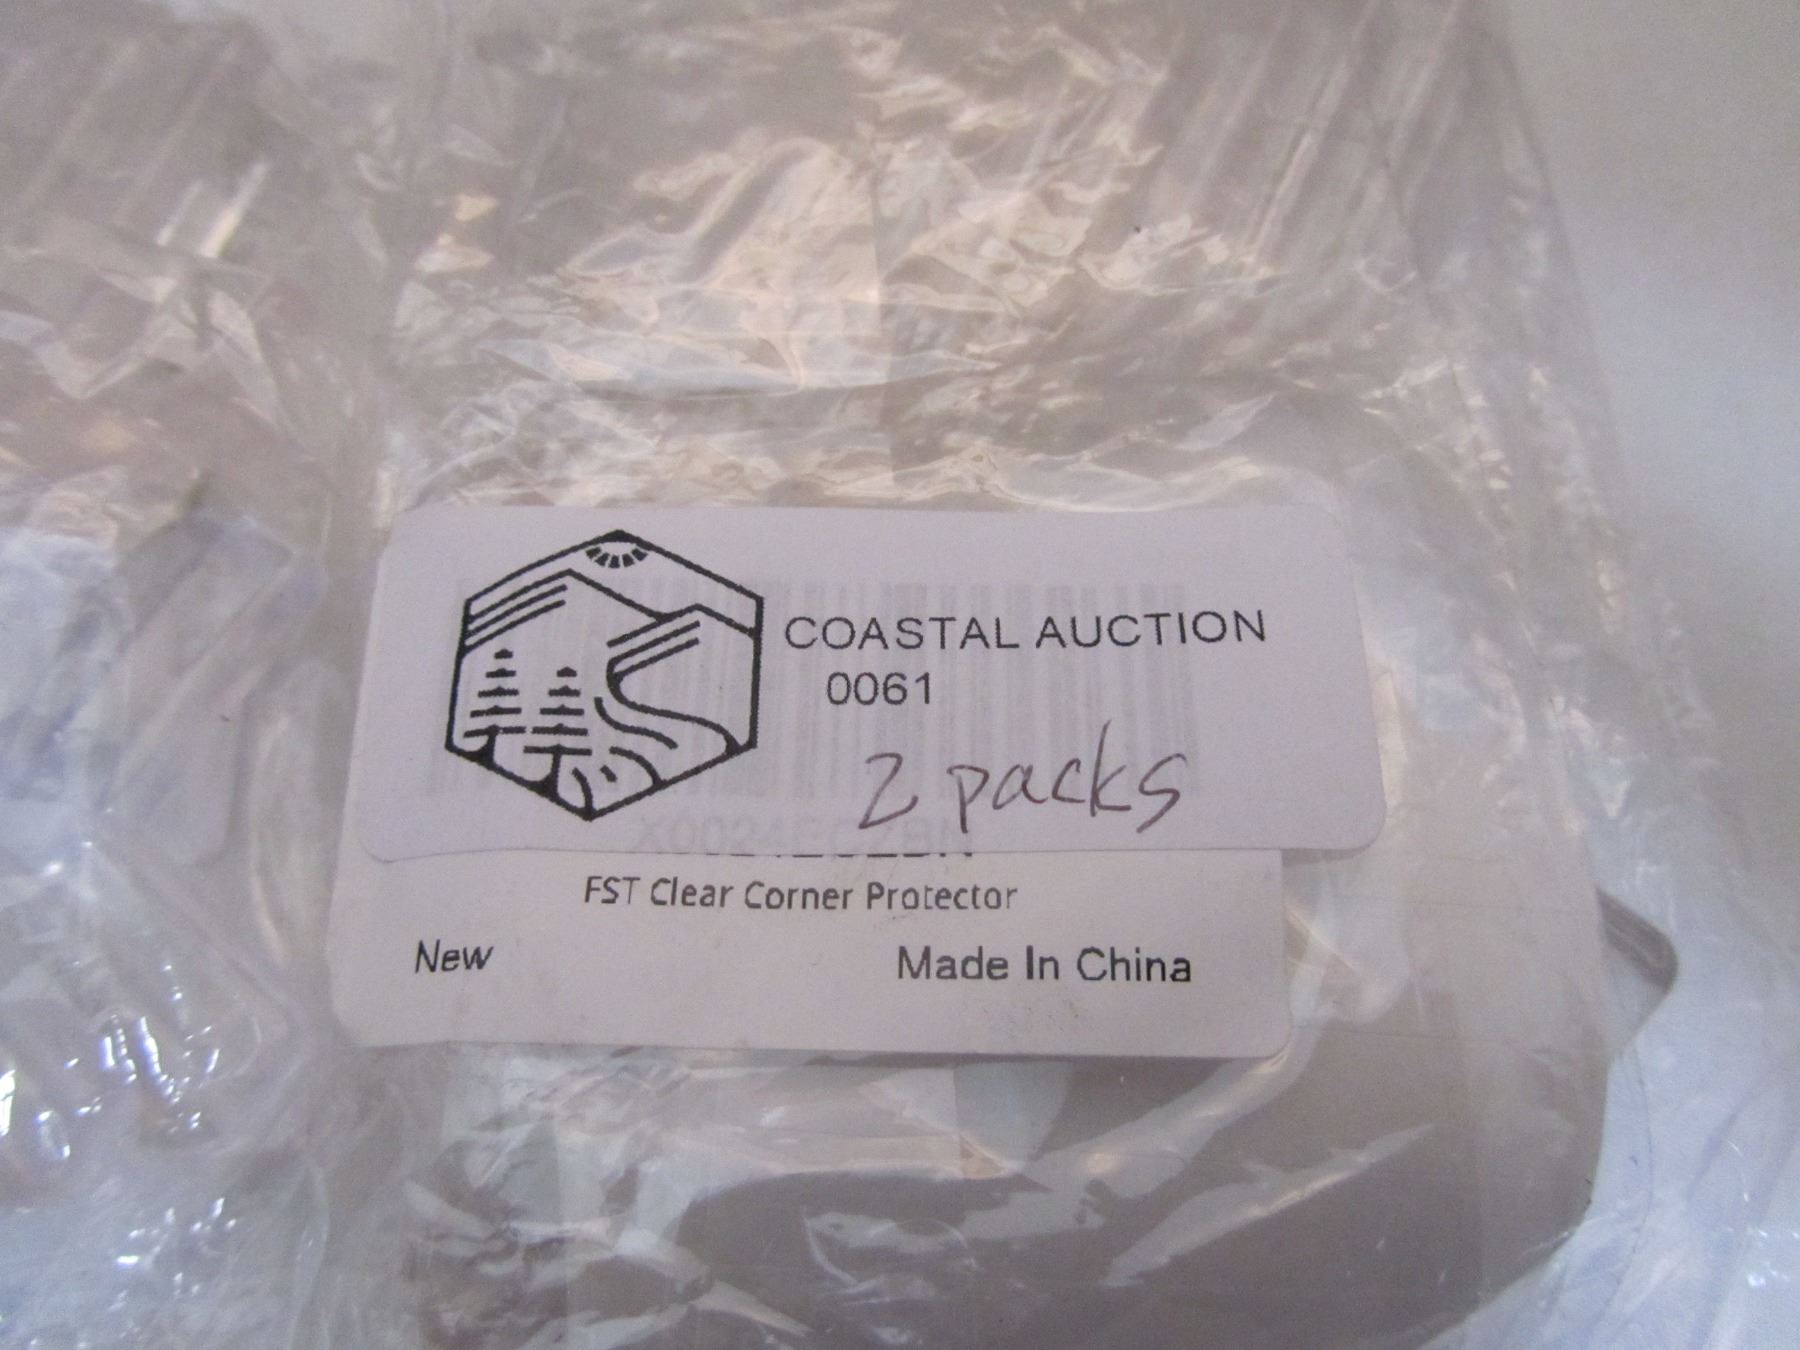 COASTAL AUCTION
0061
2 packs
FST Clear Corner Protector
New
Made In China